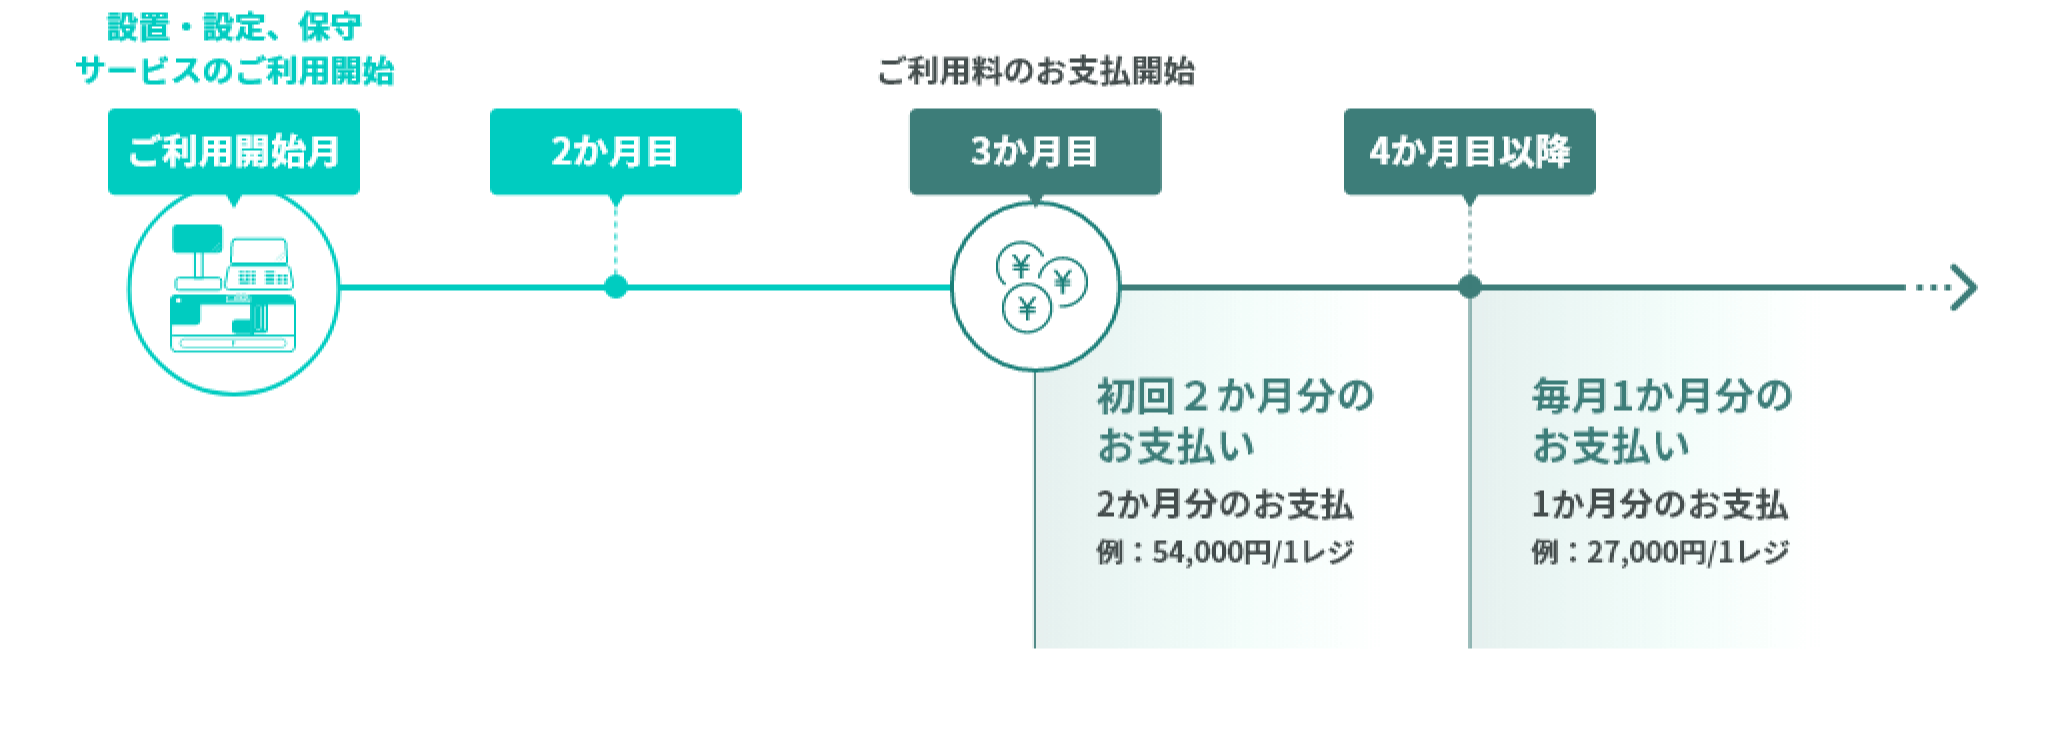 設置・設定、保守
サービスのご利用開始
ご利用料のお支払開始
ご利用開始月
2か月目
3か月目
4か月目以降
¥
¥
¥
初回２か月分の
お支払い
2か月分のお支払
例：54,000円/1レジ
毎月1か月分の
お支払い
1か月分のお支払
例：27,000円/1レジ